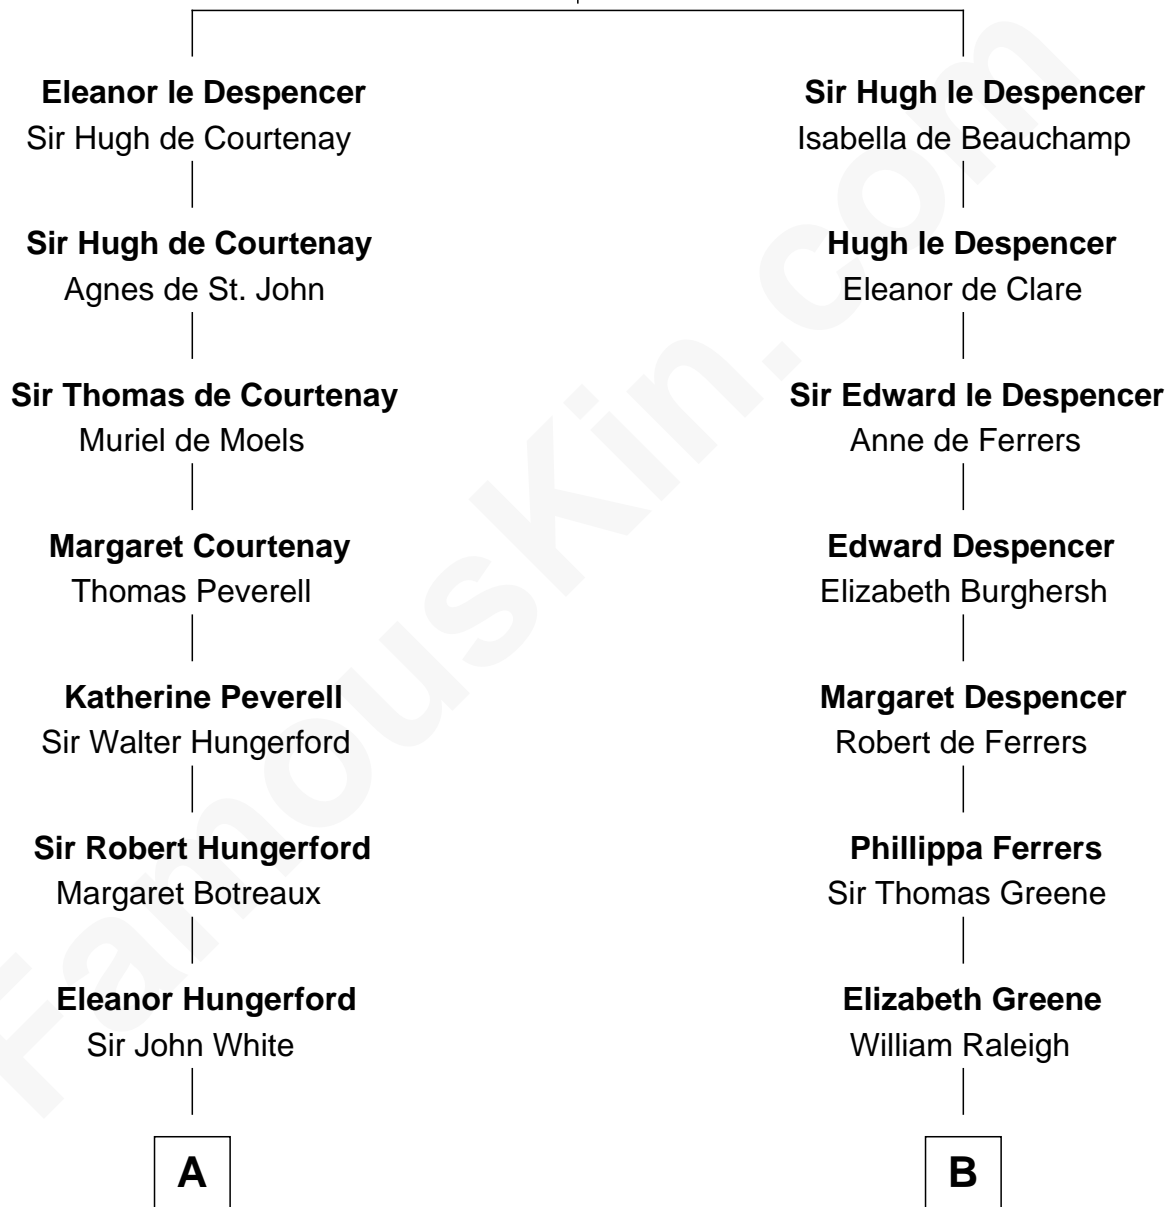 Eleanor le Despencer
Sir Hugh de Courtenay
Sir Hugh de Courtenay
Agnes de St. John
Sir Thomas de Courtenay
Muriel de Moels
Margaret Courtenay
Thomas Peverell
Katherine Peverell
Sir Walter Hungerford
Sir Robert Hungerford
Margaret Botreaux
Eleanor Hungerford
Sir John White
A
Sir Hugh le Despencer
Isabella de Beauchamp
Hugh le Despencer
Eleanor de Clare
Sir Edward le Despencer
Anne de Ferrers
Edward Despencer
Elizabeth Burghersh
Margaret Despencer
Robert de Ferrers
Phillippa Ferrers
Sir Thomas Greene
Elizabeth Greene
William Raleigh
B
FamousKin.com